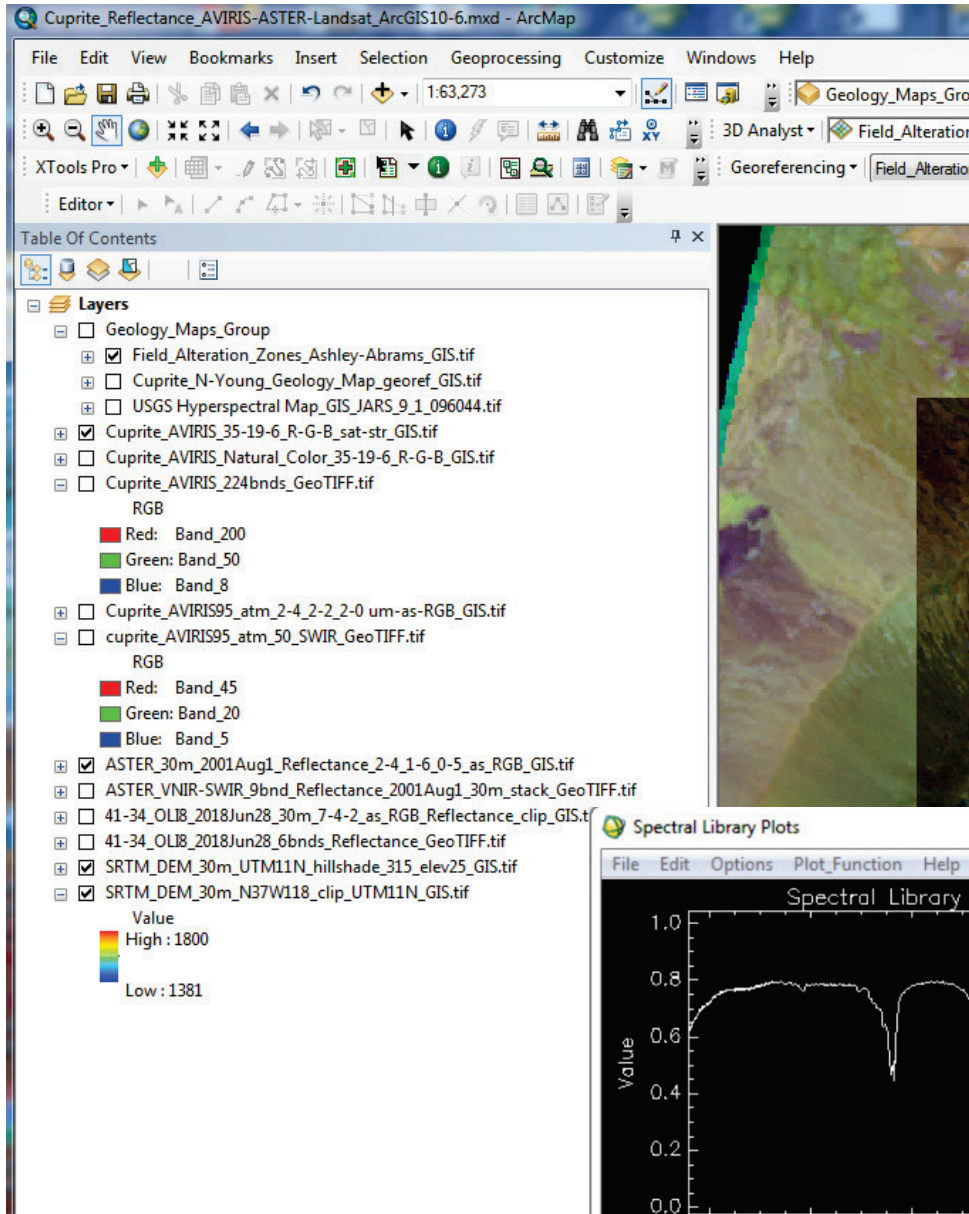 Cuprite_Reflectance_AVIRIS-ASTER-Landsat_ArcGIS10-6.mxd - ArcMap
File Edit View Bookmarks Insert Selection Geoprocessing Customize Windows Help
1:63,273 Geology_Maps_Gro
XY 3D Analyst Field_Alteration
XTools Pro Georeferencing Field_Alteration
Editor
Table Of Contents
Layers
Geology_Maps_Group
Field_Alteration_Zones_Ashley-Abrams_GIS.tif
Cuprite_N-Young_Geology_Map_georef_GIS.tif
USGS Hyperspectral Map_GIS_JARS_9_1_096044.tif
Cuprite_AVIRIS_35-19-6_R-G-B_sat-str_GIS.tif
Cuprite_AVIRIS_Natural_Color_35-19-6_R-G-B_GIS.tif
Cuprite_AVIRIS_224bnds_GeoTIFF.tif
RGB
Red: Band_200
Green: Band_50
Blue: Band_8
Cuprite_AVIRIS95_atm_2-4_2-2_2-0 um-as-RGB_GIS.tif
cuprite_AVIRIS95_atm_50_SWIR_GeoTIFF.tif
RGB
Red: Band_45
Green: Band_20
Blue: Band_5
ASTER_30m_2001Aug1_Reflectance_2-4_1-6_0-5_as_RGB_GIS.tif
ASTER_VNIR-SWIR_9bnd_Reflectance_2001Aug1_30m_stack_GeoTIFF.tif
41-34_OLI8_2018Jun28_30m_7-4-2_as_RGB_Reflectance_clip_GIS.t
41-34_OLI8_2018Jun28_6bnds_Reflectance_GeoTIFF.tif
SRTM_DEM_30m_UTM11N_hillshade_315_elev25_GIS.tif
SRTM_DEM_30m_N37W118_clip_UTM11N_GIS.tif
Value
High : 1800
Low : 1381
Spectral Library Plots
File Edit Options Plot_Function Help
Spectral Library
1.0
0.8
0.6
0.4
0.2
0.0
Value